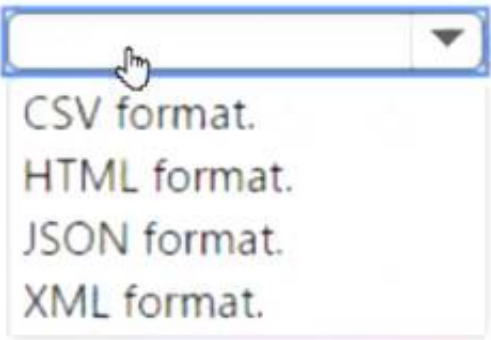 CSV format.
HTML format.
JSON format.
XML format.